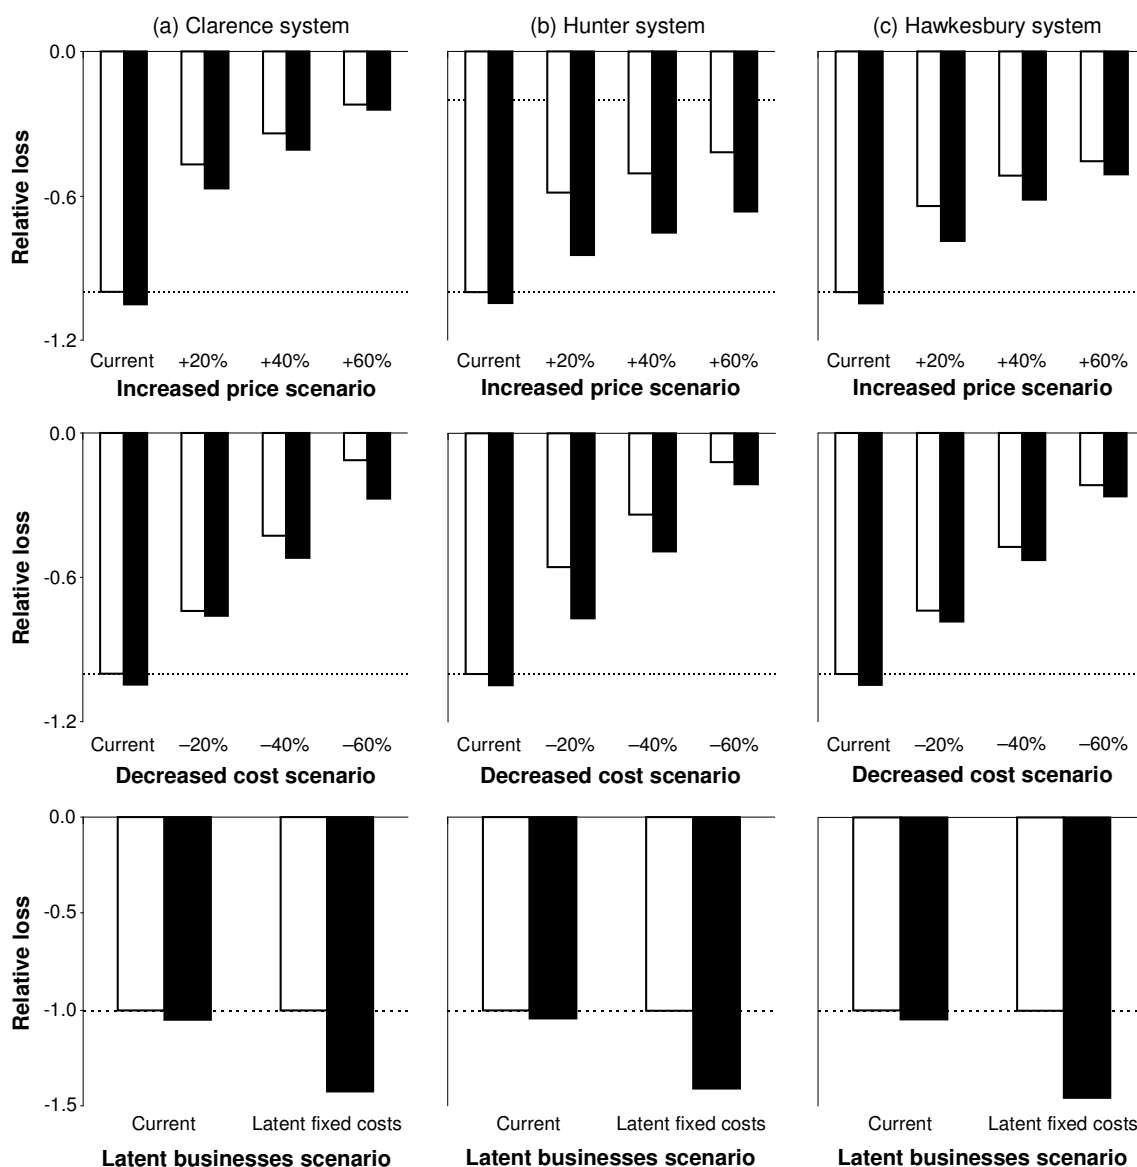 (a) Clarence system
(b) Hunter system
(c) Hawkesbury system
0.0
-0.6
-1.2
Relative loss
Current +20% +40% +60%
Increased price scenario
Current +20% +40% +60%
Increased price scenario
Current +20% +40% +60%
Increased price scenario
0.0
-0.6
-1.2
Relative loss
Current –20% –40% –60%
Decreased cost scenario
Current –20% –40% –60%
Decreased cost scenario
Current –20% –40% –60%
Decreased cost scenario
0.0
-0.5
-1.0
-1.5
Relative loss
Current Latent fixed costs
Latent businesses scenario
Current Latent fixed costs
Latent businesses scenario
Current Latent fixed costs
Latent businesses scenario